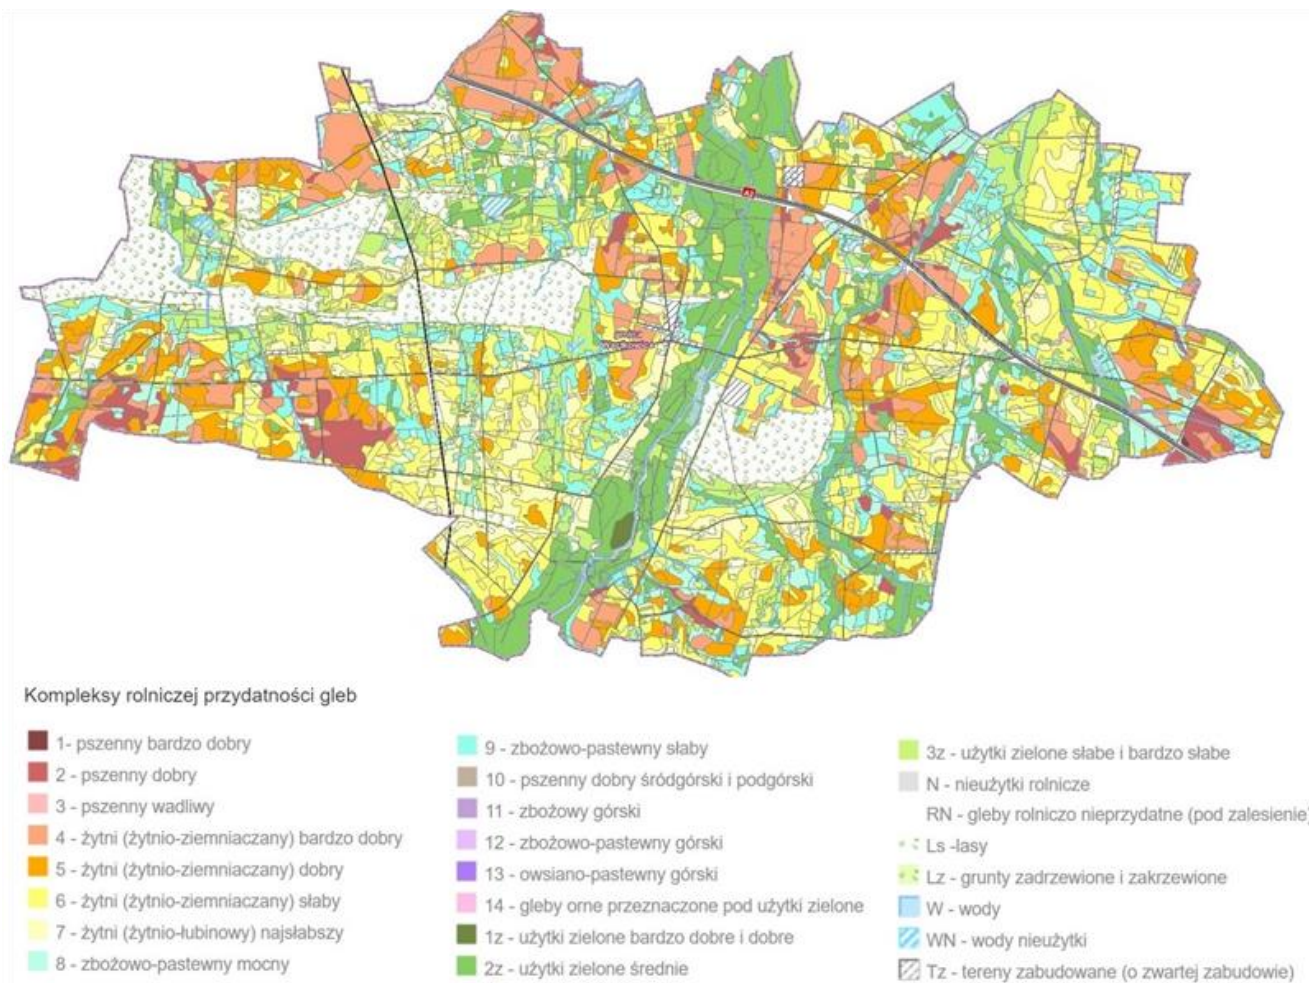 Kompleksy rolniczej przydatności gleb
1- pszenny bardzo dobry
2 - pszenny dobry
3 - pszenny wadliwy
4 - żytni (żytnio-ziemniaczany) bardzo dobry
5 - żytni (żytnio-ziemniaczany) dobry
6 - żytni (żytnio-ziemniaczany) słaby
7 - żytni (żytnio-łubinowy) najsłabszy
8 - zbożowo-pastewny mocny
9 - zbożowo-pastewny słaby
10 - pszenny dobry śródgórski i podgórski
11 - zbożowy górski
12 - zbożowo-pastewny górski
13 - owsiano-pastewny górski
14 - gleby orne przeznaczone pod użytki zielone
1z - użytki zielone bardzo dobre i dobre
2z - użytki zielone średnie
3z - użytki zielone słabe i bardzo słabe
N - nieużytki rolnicze
RN - gleby rolniczo nieprzydatne (pod zalesienie)
Ls -lasy
Lz - grunty zadrzewione i zakrzewione
W - wody
WN - wody nieużytki
Tz - tereny zabudowane (o zwartej zabudowie)